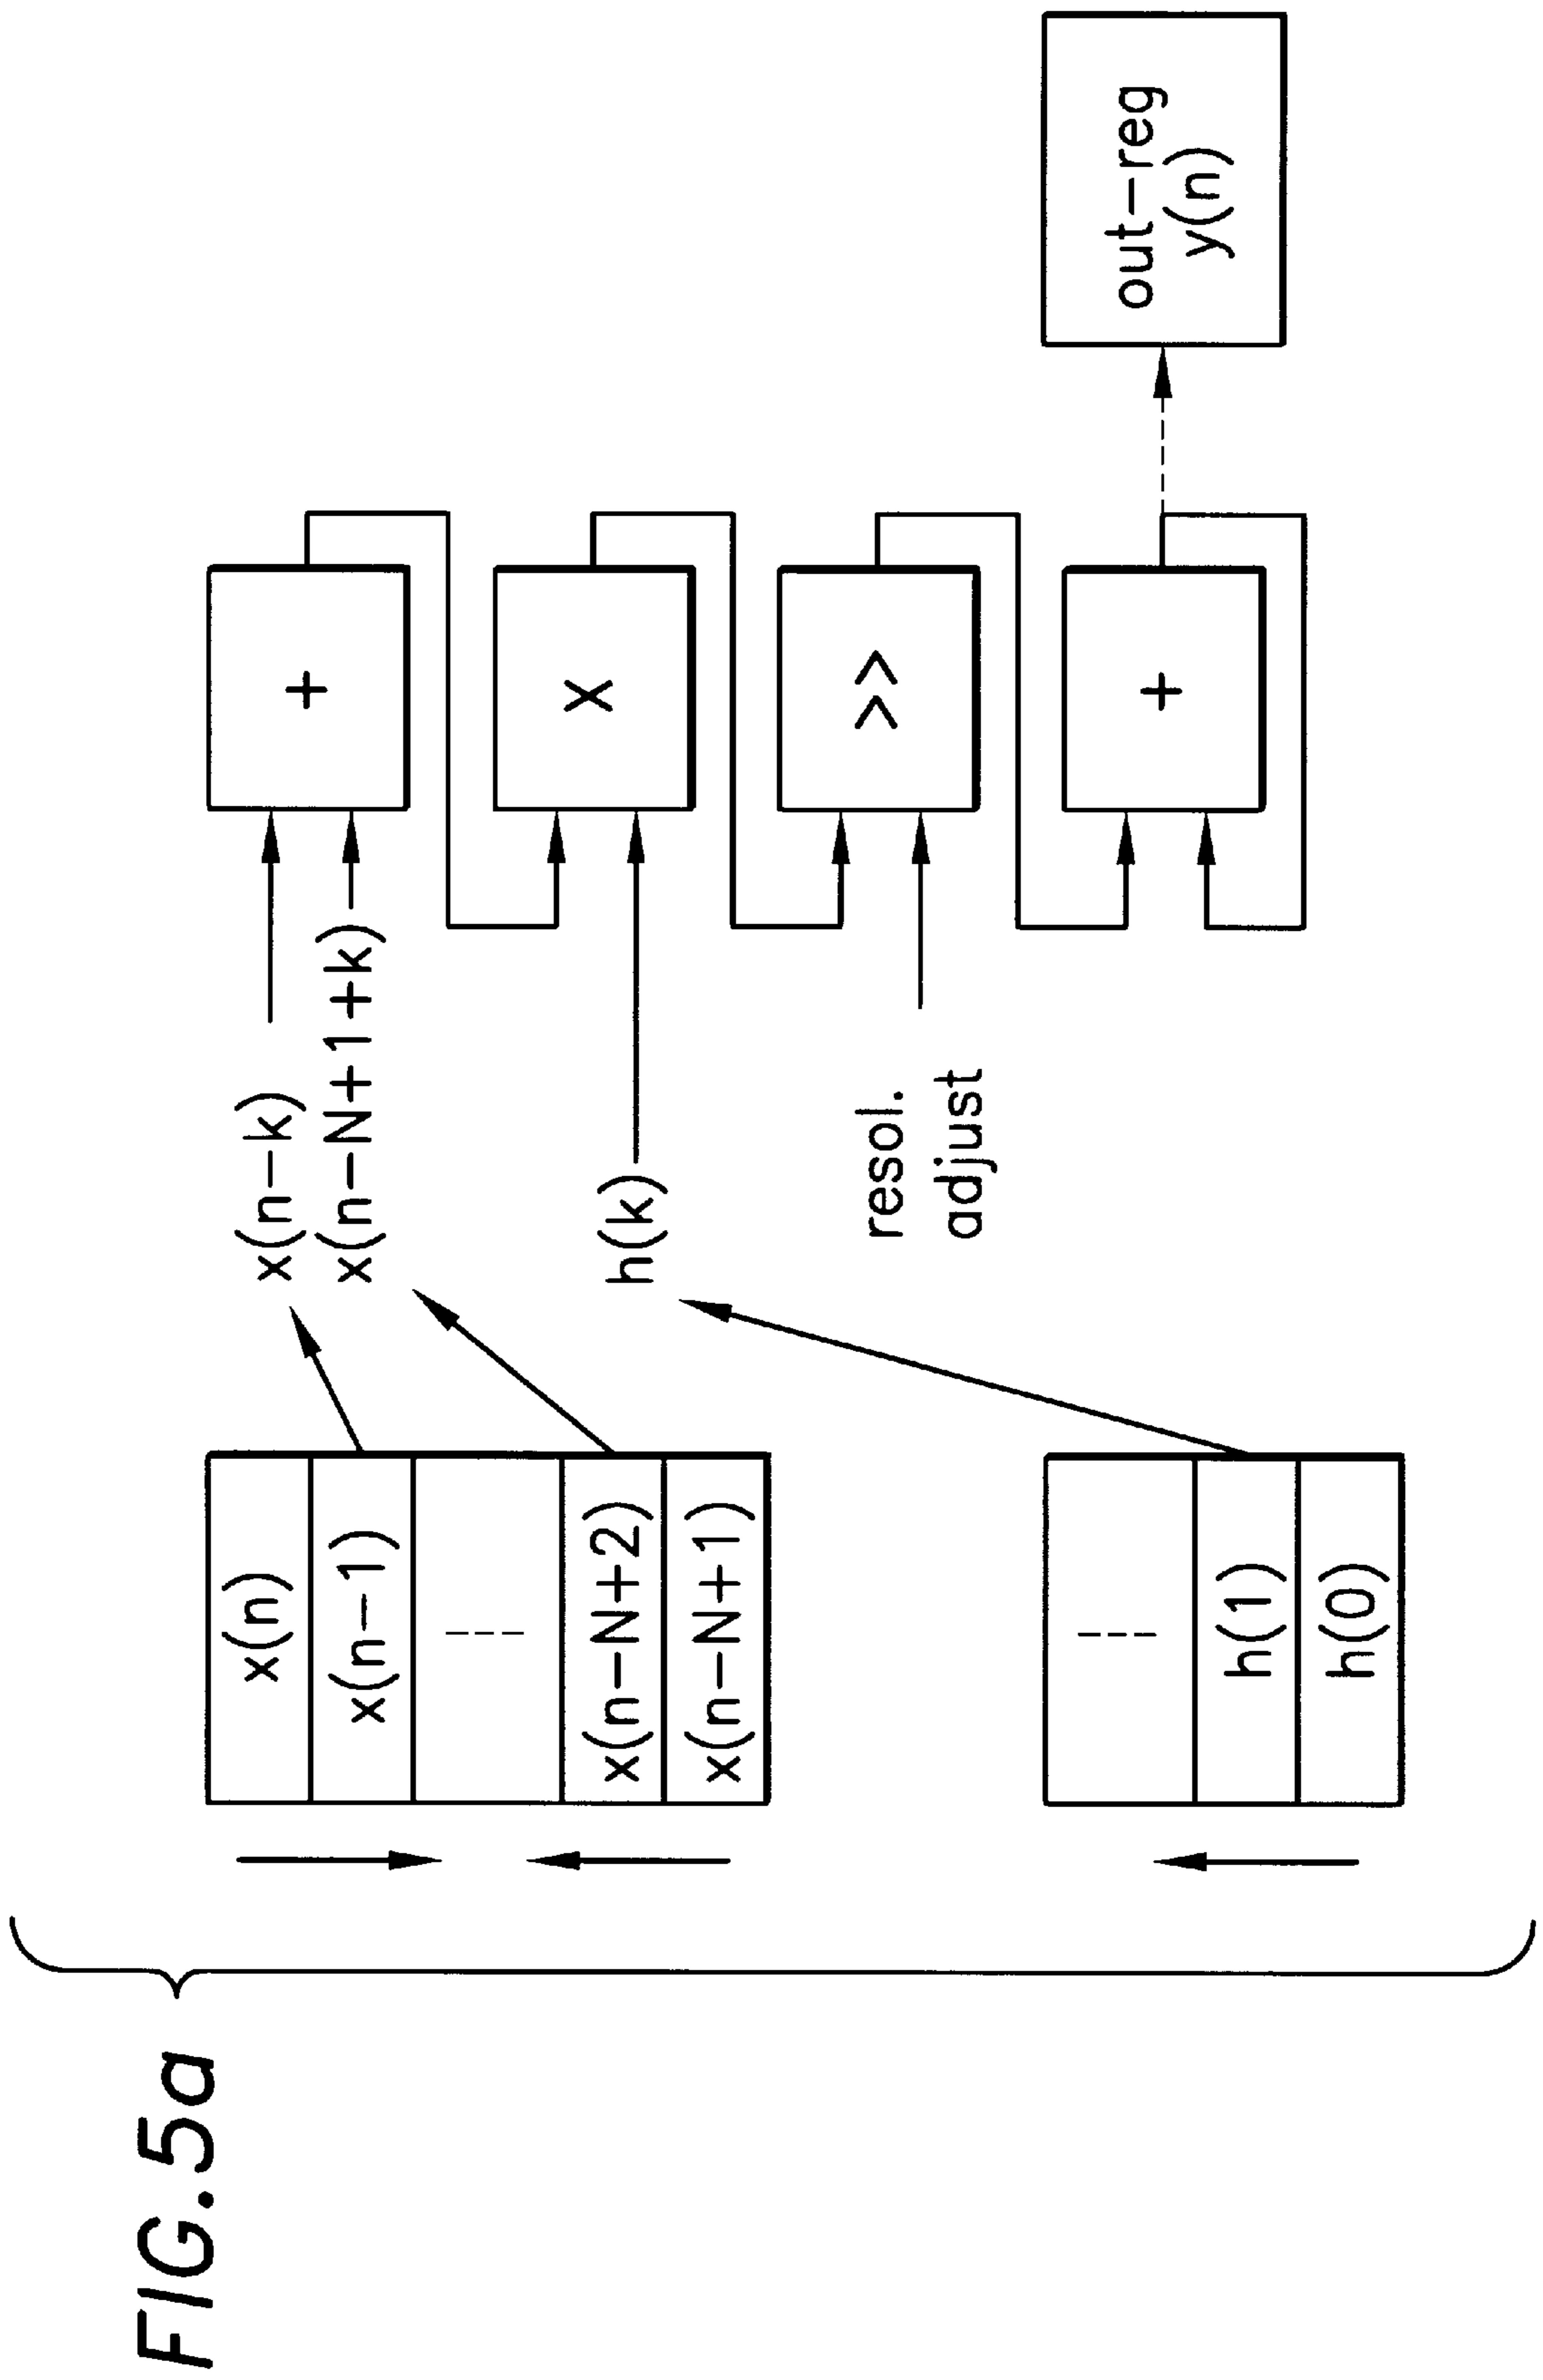 FIG.5a
x(n)
x(n-1)
---
x(n-N+2)
x(n-N+1)
---
h(1)
h(0)
x(n-k)
x(n-N+1+k)
h(k)
resol.
adjust
+
x
>>
+
out-reg
y(n)